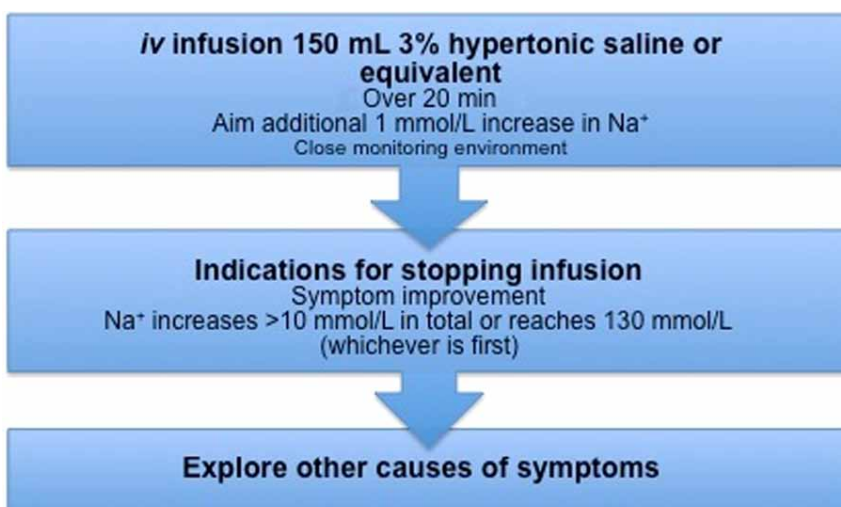 iv infusion 150 mL 3% hypertonic saline or
equivalent
Over 20 min
Aim additional 1 mmol/L increase in Na⁺
Close monitoring environment
Indications for stopping infusion
Symptom improvement
Na⁺ increases >10 mmol/L in total or reaches 130 mmol/L
(whichever is first)
Explore other causes of symptoms